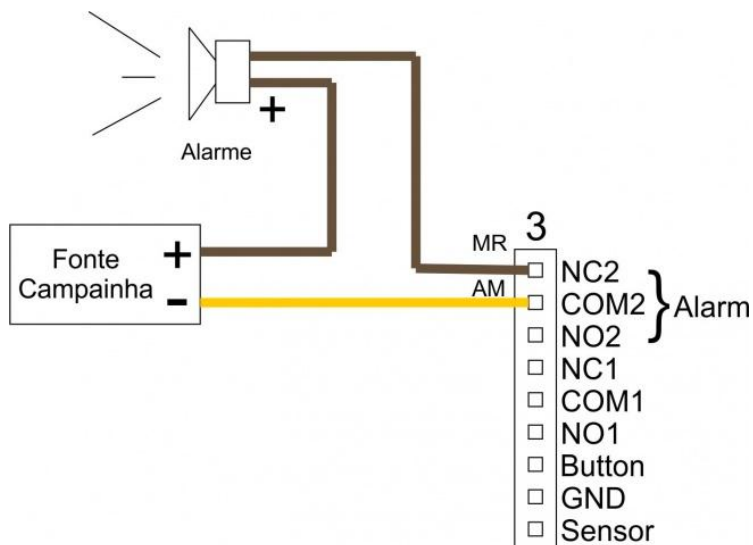 +
Alarme
Fonte
Campainha
+
-
MR
AM
3
NC2
COM2
NO2
Alarm
NC1
COM1
NO1
Button
GND
Sensor